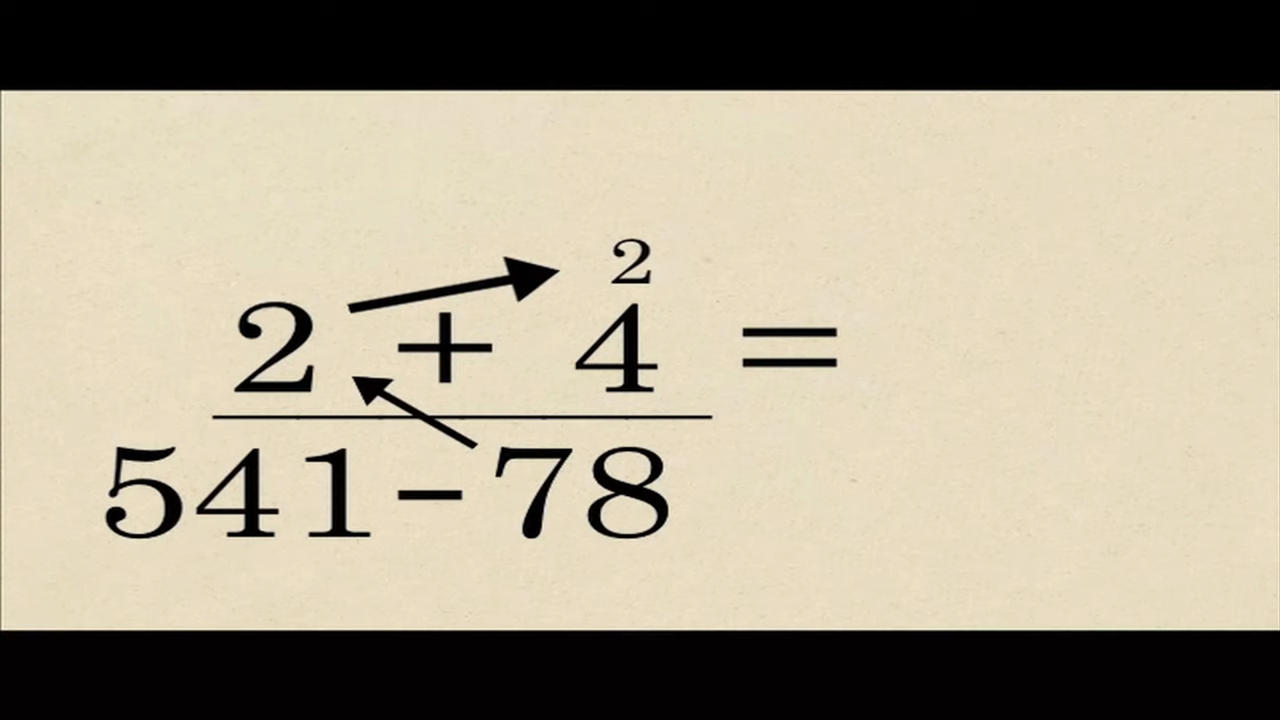 2
2 + 4 =
541-78